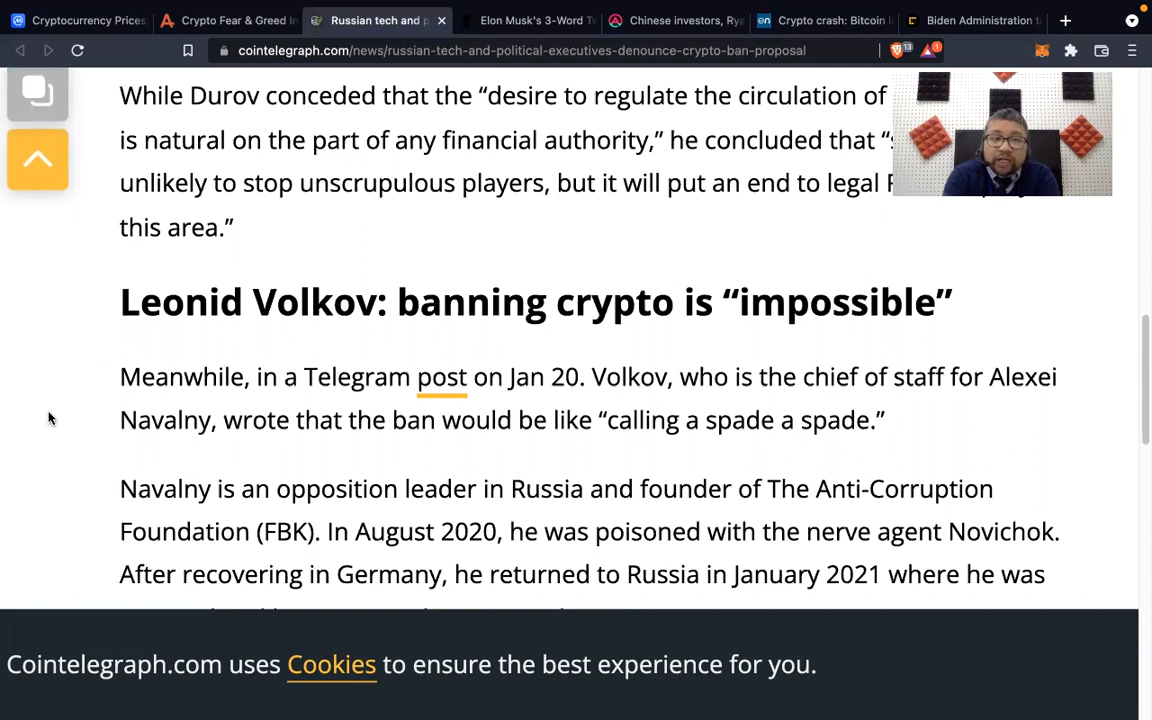 Cryptocurrency Prices,
Crypto Fear & Greed In
Russian tech and p
Elon Musk's 3-Word Tw
Chinese investors, Rya
Crypto crash: Bitcoin
Biden Administration to
cointelegraph.com/news/russian-tech-and-political-executives-denounce-crypto-ban-proposal
13
1
While Durov conceded that the “desire to regulate the circulation of
is natural on the part of any financial authority,” he concluded that
unlikely to stop unscrupulous players, but it will put an end to legal
this area.”
Leonid Volkov: banning crypto is “impossible”
Meanwhile, in a Telegram post on Jan 20. Volkov, who is the chief of staff for Alexei
Navalny, wrote that the ban would be like “calling a spade a spade.”
Navalny is an opposition leader in Russia and founder of The Anti-Corruption
Foundation (FBK). In August 2020, he was poisoned with the nerve agent Novichok.
After recovering in Germany, he returned to Russia in January 2021 where he was
Cointelegraph.com uses Cookies to ensure the best experience for you.